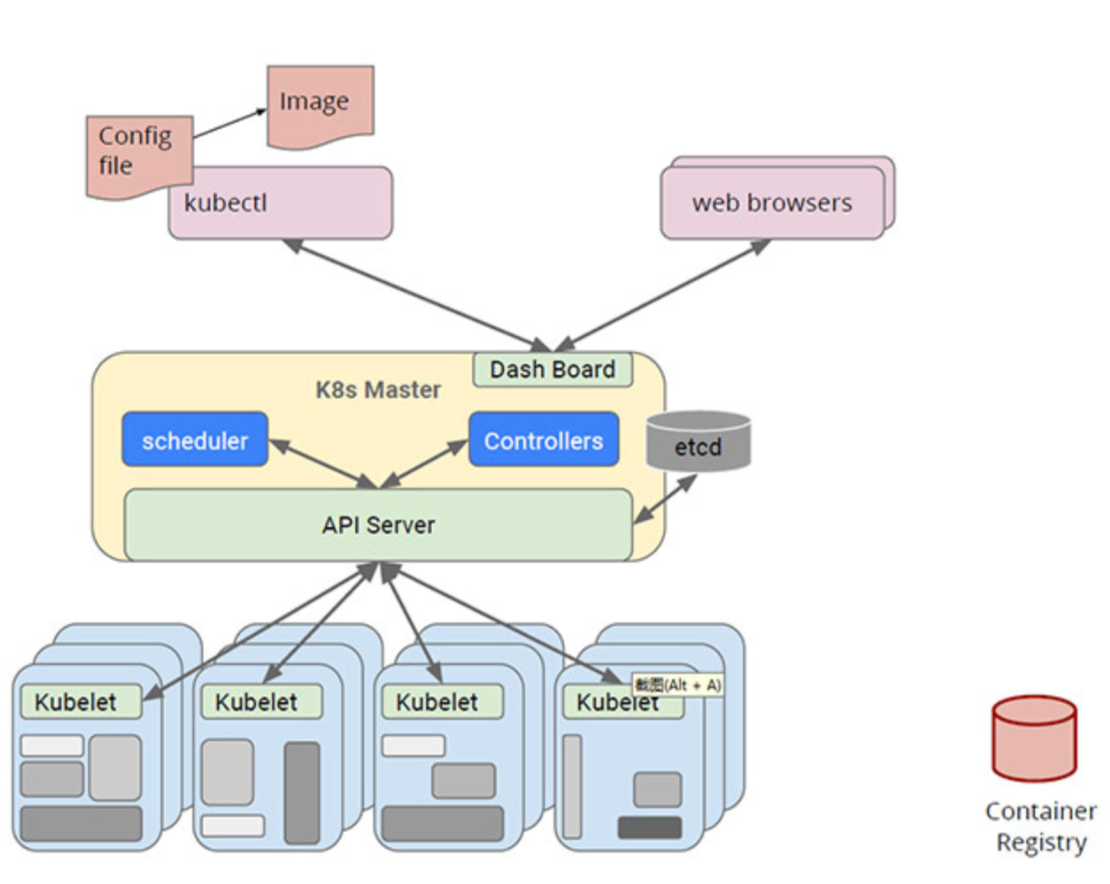 Image
Config
file
kubectl
web browsers
Dash Board
K8s Master
scheduler
Controllers
etcd
API Server
Kubelet
Kubelet
Kubelet
Kubelet
截图(Alt + A)
Container
Registry